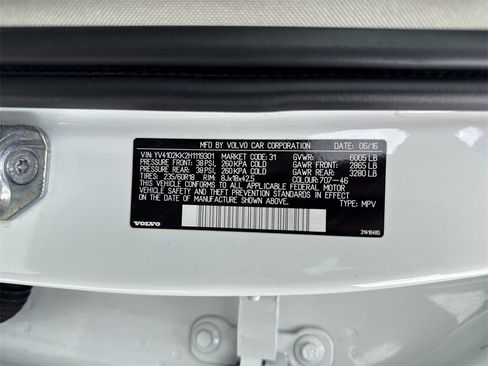 MFD BY VOLVO CAR CORPORATION DATE: 06/16
VIN: YV4102KK2H1119301 MARKET CODE: 31 GVWR: 6005 LB
PRESSURE FRONT: 38 PSI, 260 KPA COLD GAWR FRONT: 2865 LB
PRESSURE REAR: 38 PSI, 260 KPA COLD GAWR REAR: 3280 LB
TIRES: 235/60R18 RIM: 8Jx18x42.5 COLOUR: 707-46
THIS VEHICLE CONFORMS TO ALL APPLICABLE FEDERAL MOTOR
VEHICLE SAFETY AND THEFT PREVENTION STANDARDS IN EFFECT
ON THE DATE OF MANUFACTURE SHOWN ABOVE.
TYPE: MPV
VOLVO
31419485